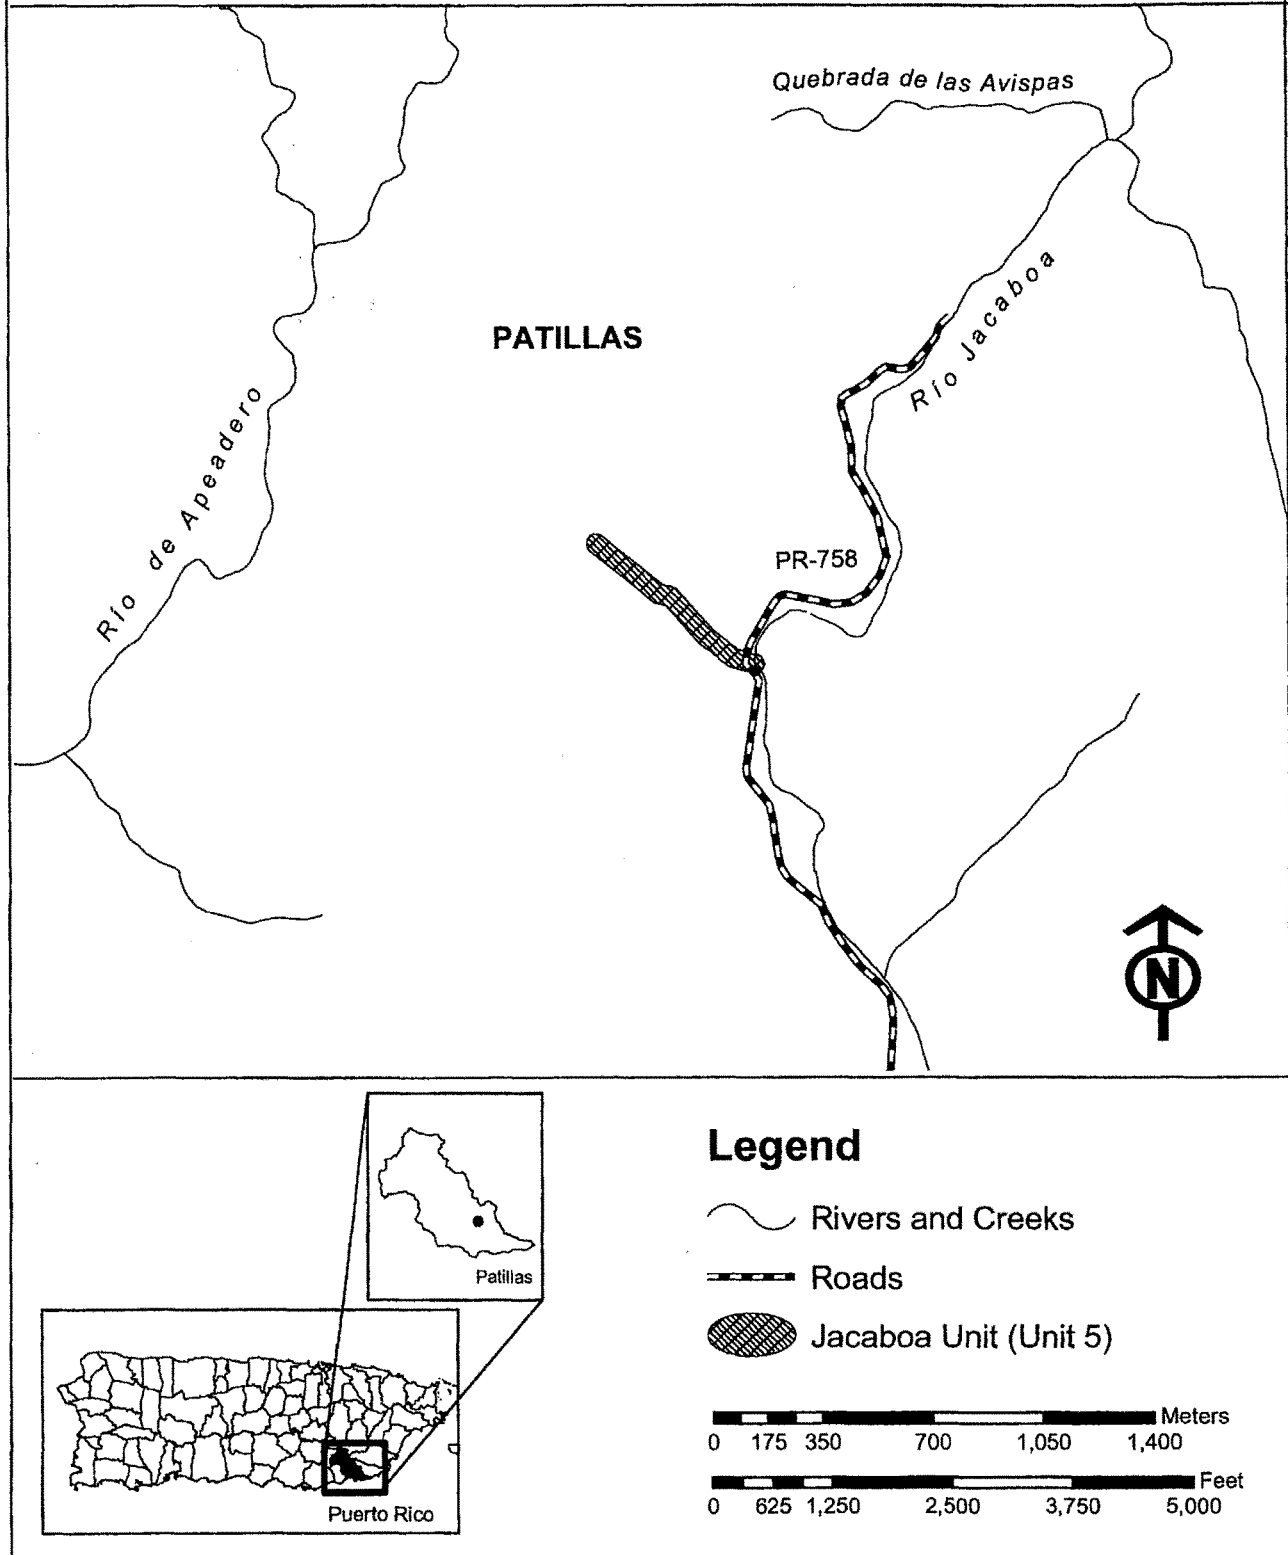 Quebrada de las Avispas
PATILLAS
Río Jacaboa
Río de Apeadero
PR-758
N
Patillas
Puerto Rico
Legend
Rivers and Creeks
Roads
Jacaboa Unit (Unit 5)
Meters
0 175 350 700 1,050 1,400
Feet
0 625 1,250 2,500 3,750 5,000